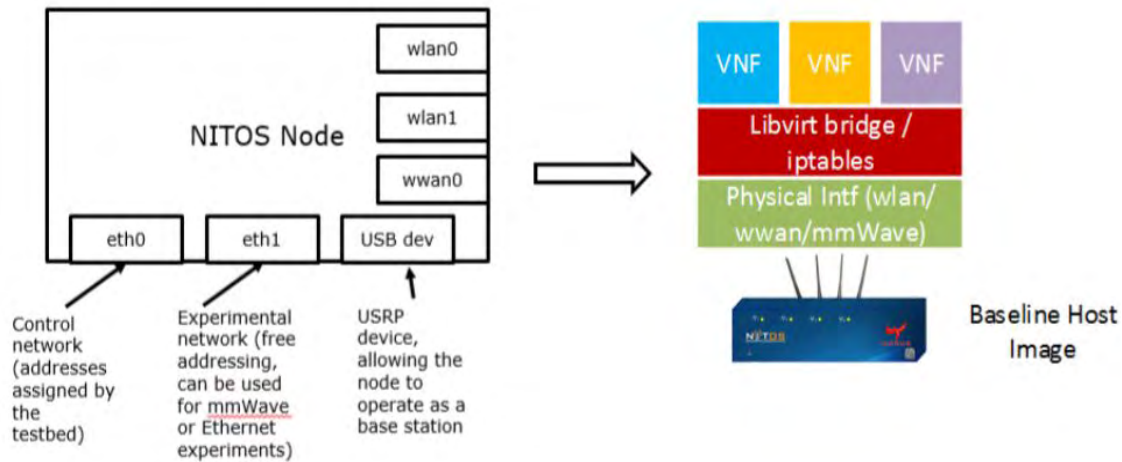 wlan0
wlan1
NITOS Node
wwan0
eth0
eth1
USB dev
Control
network
(addresses
assigned by
the
testbed)
Experimental
network (free
addressing,
can be used
for mmWave
or Ethernet
experiments)
USRP
device,
allowing the
node to
operate as a
base station
VNF
VNF
VNF
Libvirt bridge /
iptables
Physical Intf (wlan/
wwan/mmWave)
NITOS
Baseline Host
Image